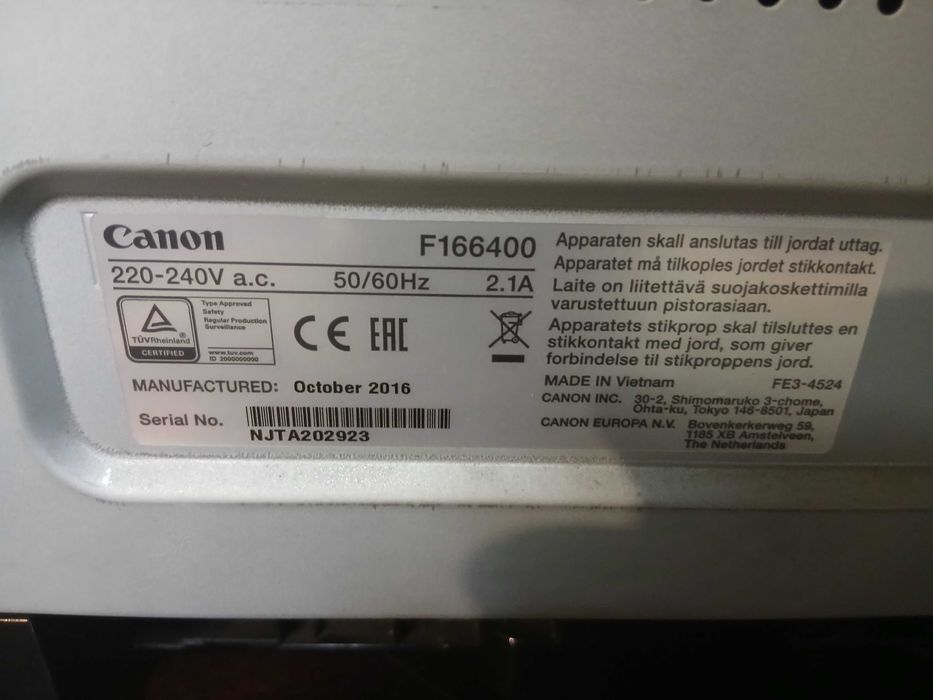 Canon
F166400
220-240V a.c. 50/60Hz 2.1A
TÜVRheinland
®
CERTIFIED
Type Approved
Safety
Regular Production
Surveillance
www.tuv.com
ID 2000000000
CE EAC
MANUFACTURED: October 2016
Serial No.
NJTA202923
Apparaten skall anslutas till jordat uttag.
Apparatet må tilkoples jordet stikkontakt.
Laite on liitettävä suojakoskettimilla
varustettuun pistorasiaan.
Apparatets stikprop skal tilsluttes en
stikkontakt med jord, som giver
forbindelse til stikproppens jord.
MADE IN Vietnam FE3-4524
CANON INC. 30-2, Shimomaruko 3-chome,
Ohta-ku, Tokyo 146-8501, Japan
CANON EUROPA N.V. Bovenkerkerweg 59,
1185 XB Amstelveen,
The Netherlands